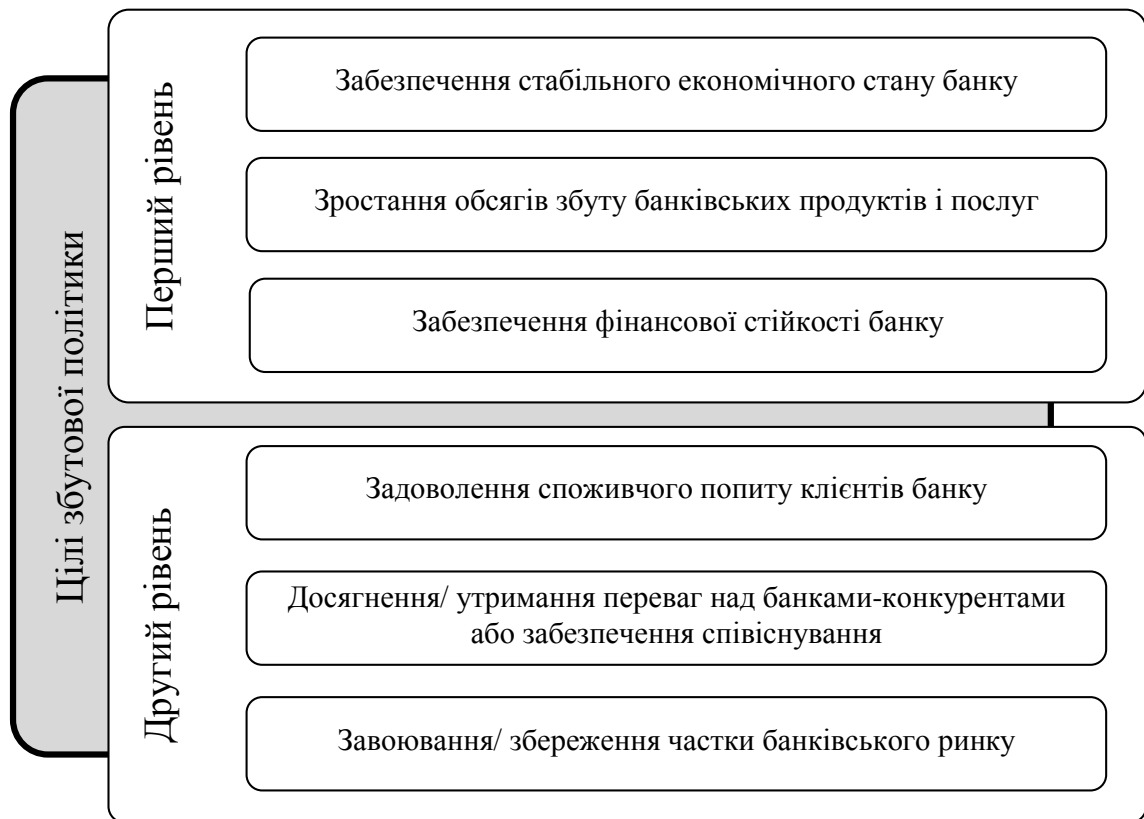 Цілі збутової політики
Перший рівень
Забезпечення стабільного економічного стану банку
Зростання обсягів збуту банківських продуктів і послуг
Забезпечення фінансової стійкості банку
Другий рівень
Задоволення споживчого попиту клієнтів банку
Досягнення/ утримання переваг над банками-конкурентами
або забезпечення співіснування
Завоювання/ збереження частки банківського ринку